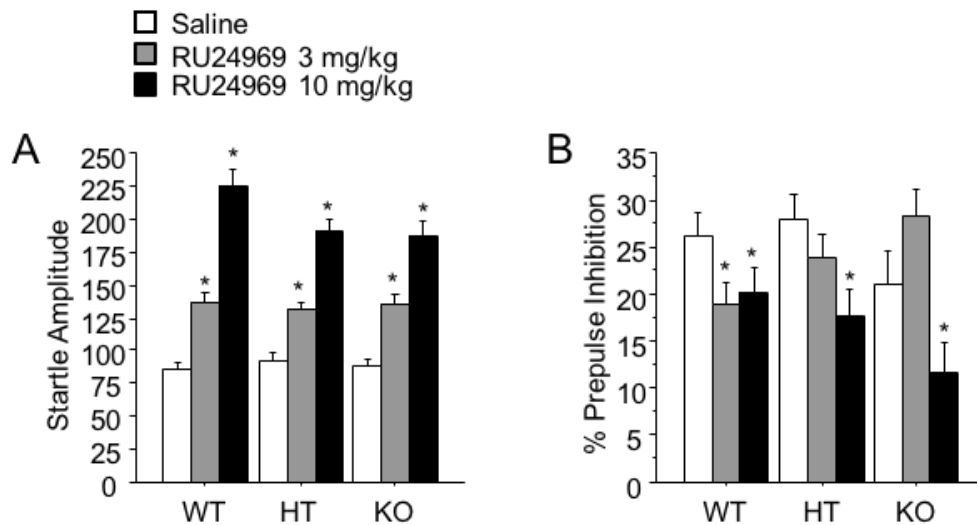 Saline
RU24969 3 mg/kg
RU24969 10 mg/kg
A
Startle Amplitude
250
225
200
175
150
125
100
75
50
25
0
*
*
*
*
*
*
WT
HT
KO
B
% Prepulse Inhibition
35
30
25
20
15
10
5
0
*
*
*
*
WT
HT
KO